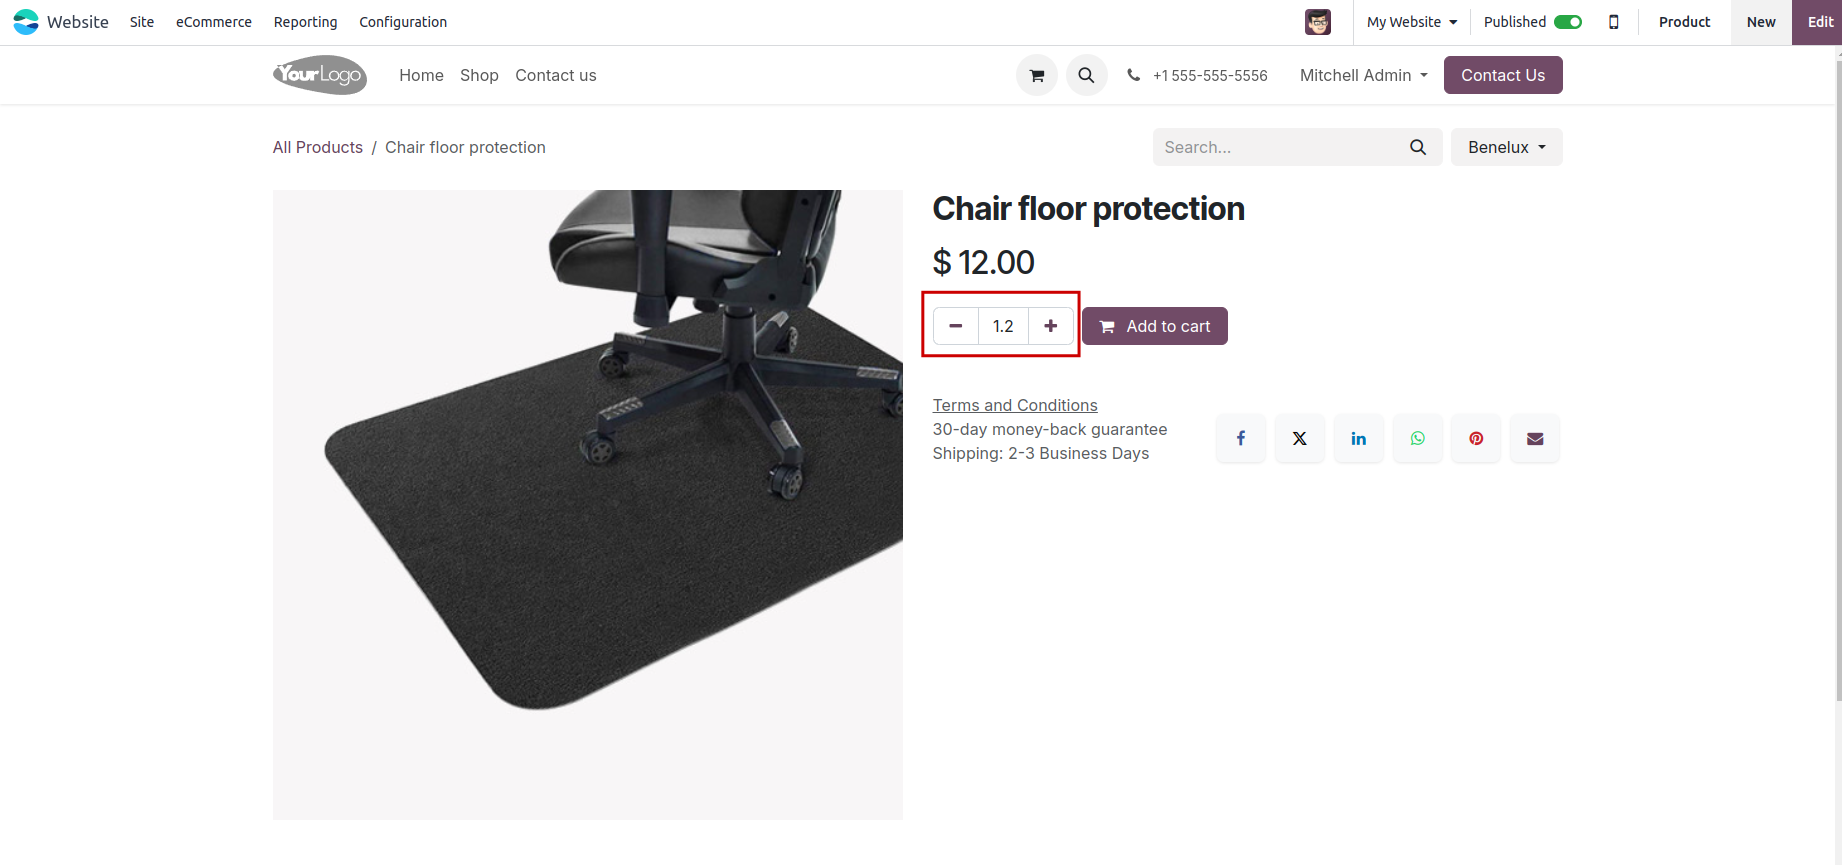 Website Site eCommerce Reporting Configuration My Website Published Product New Edit
YourLogo Home Shop Contact us +1 555-555-5556 Mitchell Admin Contact Us
All Products / Chair floor protection Search... Benelux
Chair floor protection
$ 12.00
1.2 Add to cart
Terms and Conditions
30-day money-back guarantee
Shipping: 2-3 Business Days